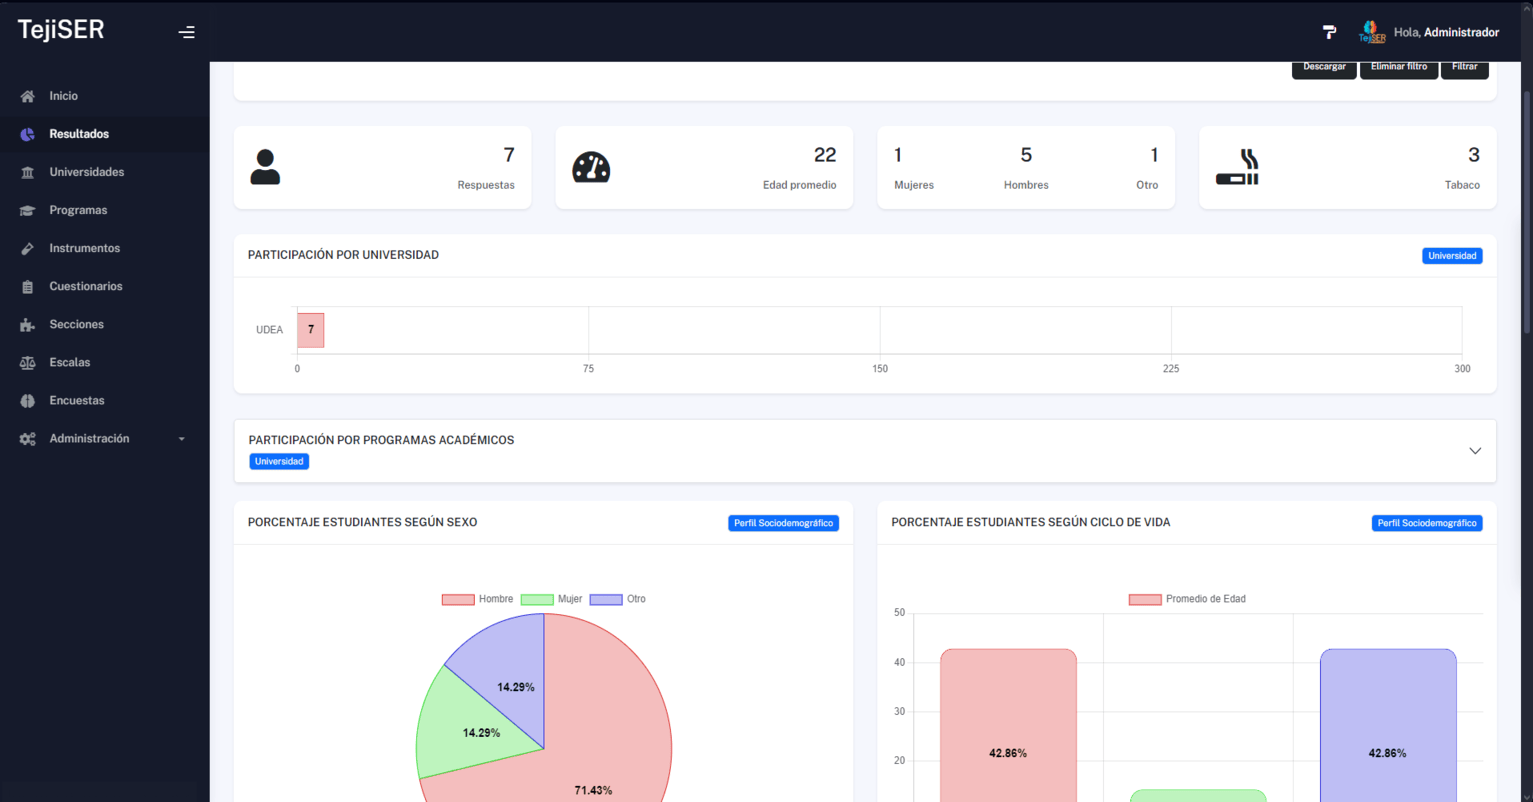 TejiSER
Hola, Administrador
Inicio
Resultados
Universidades
Programas
Instrumentos
Cuestionarios
Secciones
Escalas
Encuestas
Administración
Descargar Eliminar filtro Filtrar
7
Respuestas
22
Edad promedio
1 5 1
Mujeres Hombres Otro
3
Tabaco
PARTICIPACIÓN POR UNIVERSIDAD
Universidad
UDEA 7
0 75 150 225 300
PARTICIPACIÓN POR PROGRAMAS ACADÉMICOS
Universidad
PORCENTAJE ESTUDIANTES SEGÚN SEXO
Perfil Sociodemográfico
Hombre Mujer Otro
14.29%
14.29%
71.43%
PORCENTAJE ESTUDIANTES SEGÚN CICLO DE VIDA
Perfil Sociodemográfico
Promedio de Edad
50
40
30
20
42.86% 42.86%